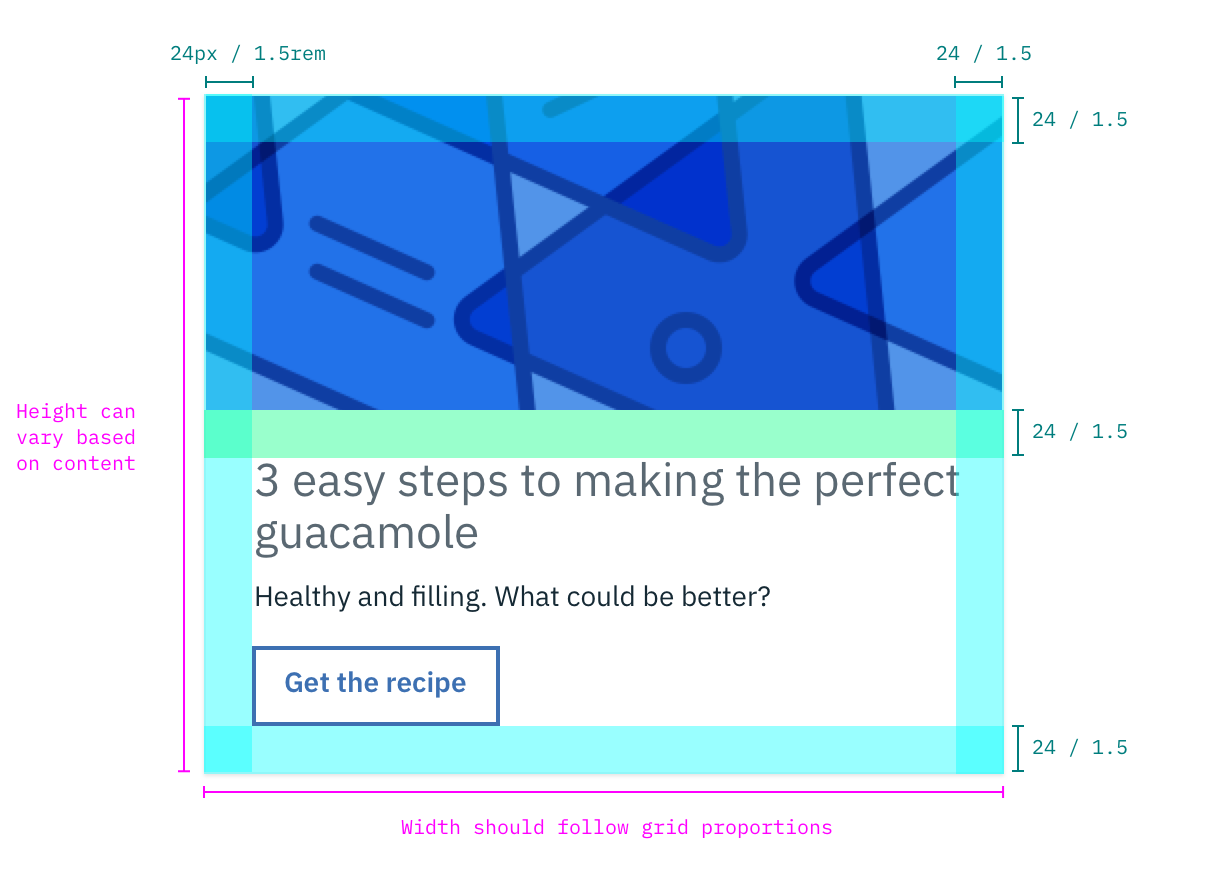 24px / 1.5rem
24 / 1.5
24 / 1.5
Height can
vary based
on content
24 / 1.5
3 easy steps to making the perfect
guacamole
Healthy and filling. What could be better?
Get the recipe
24 / 1.5
Width should follow grid proportions